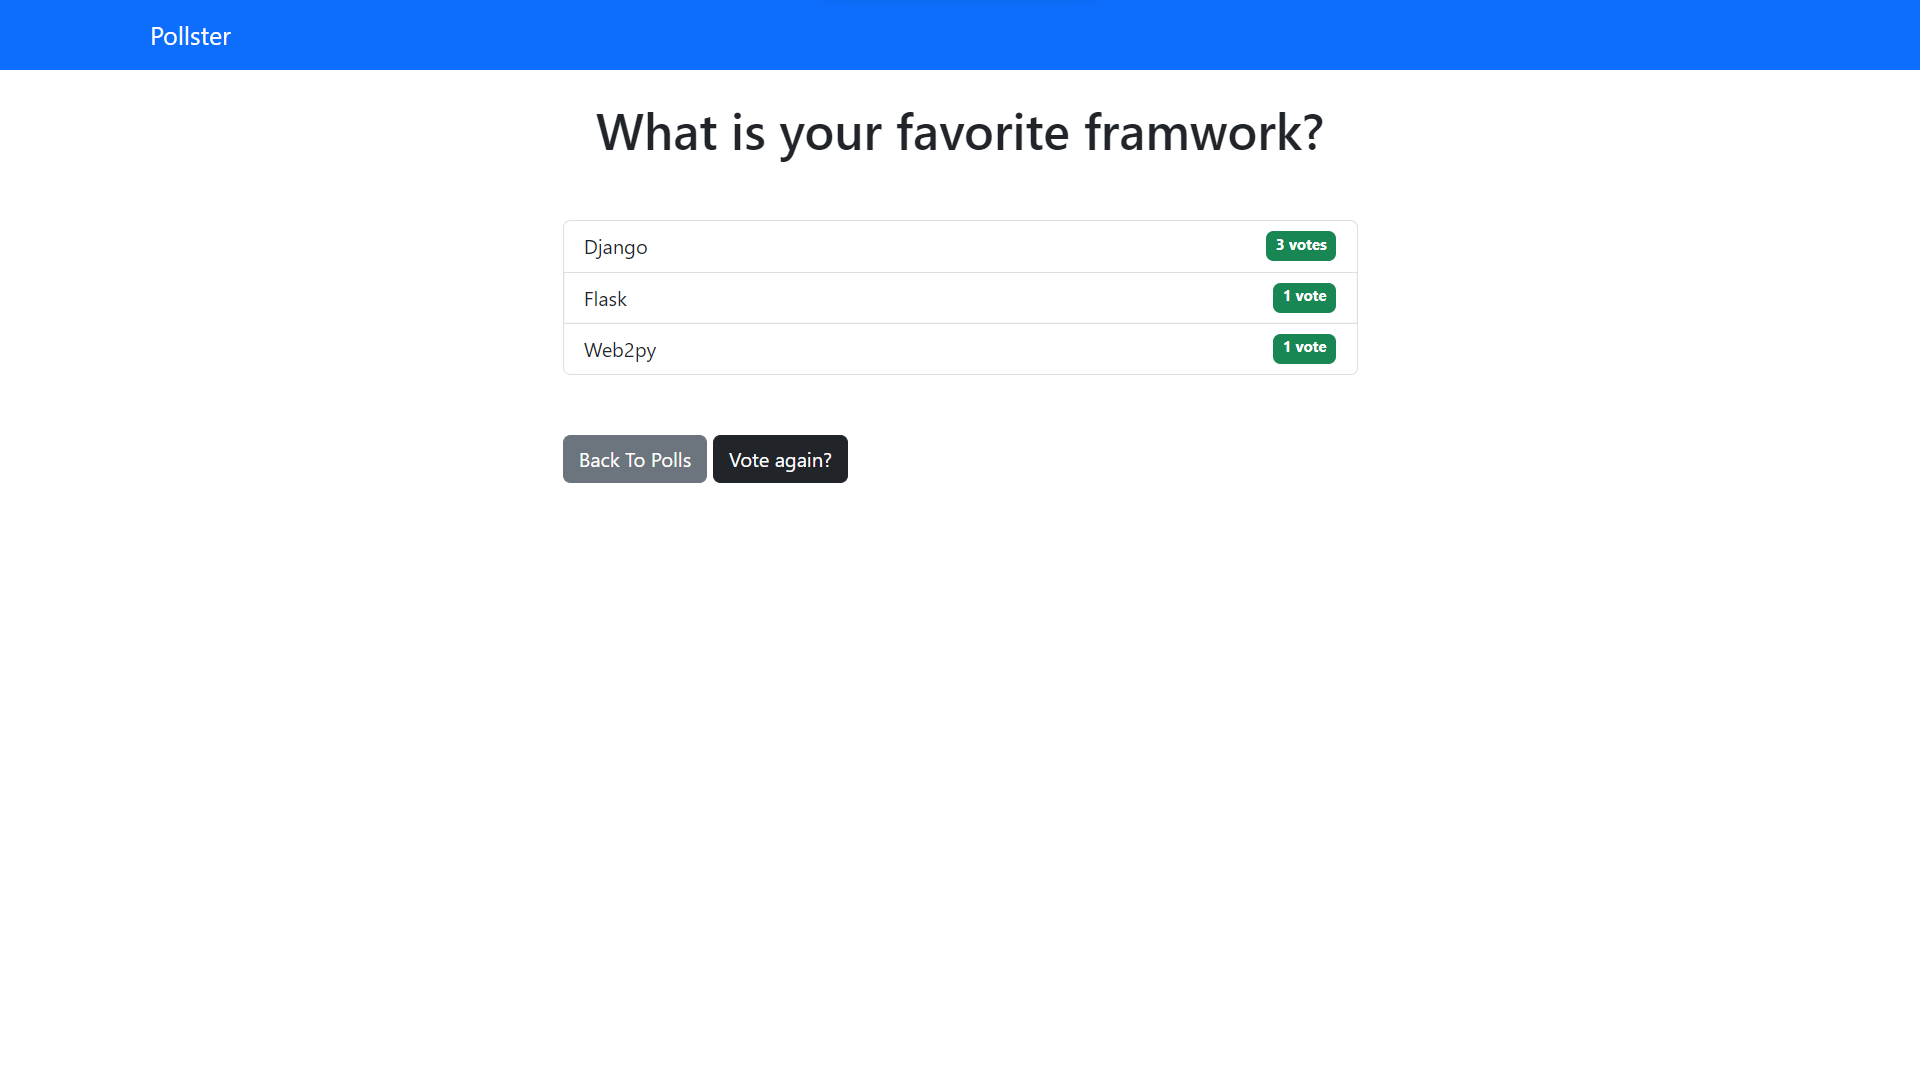 Pollster
What is your favorite framwork?
Django 3 votes
Flask 1 vote
Web2py 1 vote
Back To Polls Vote again?